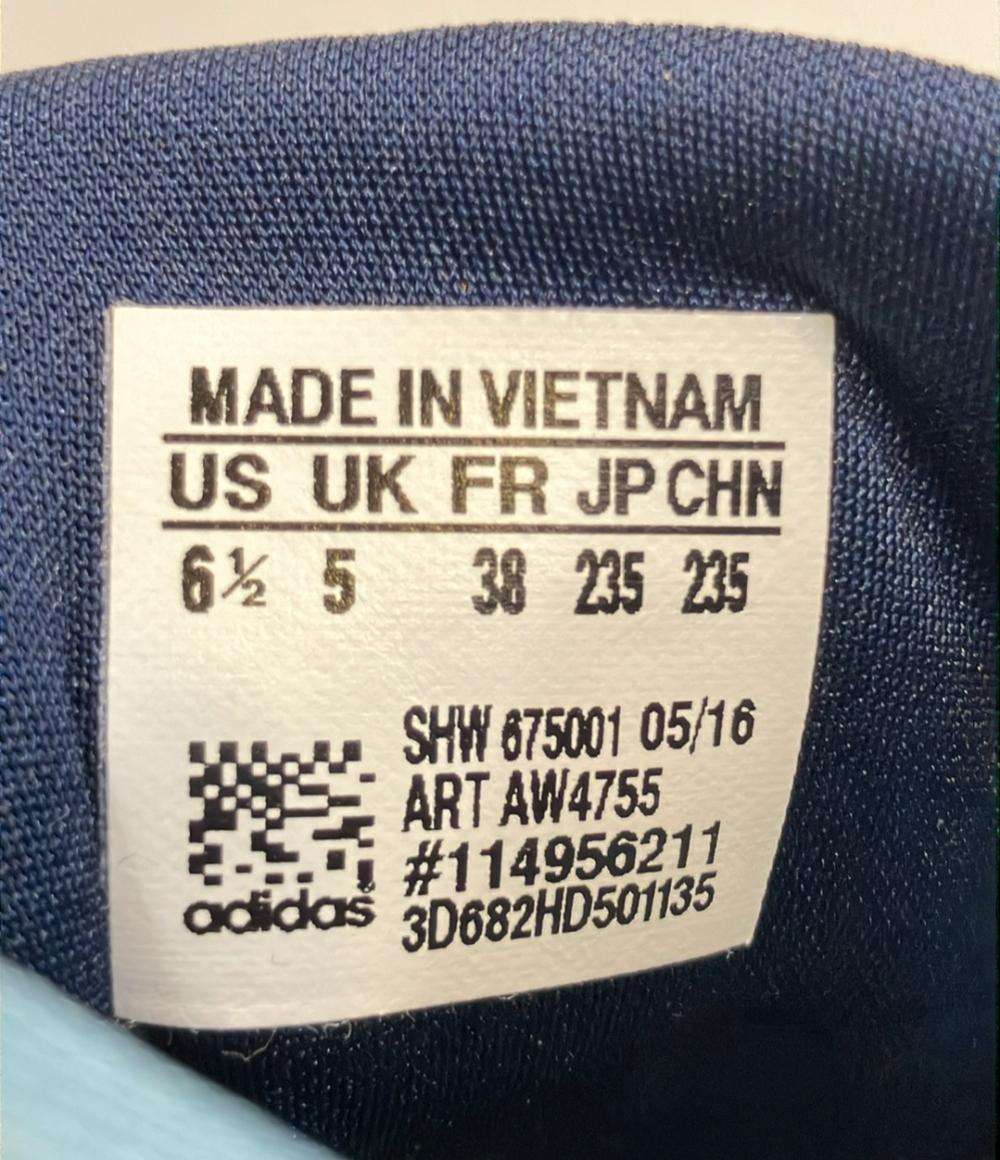 MADE IN VIETNAM
US UK FR JP CHN
6½ 5 38 235 235
SHW 675001 05/16
ART AW4755
#114956211
3D682HD501135
adidas